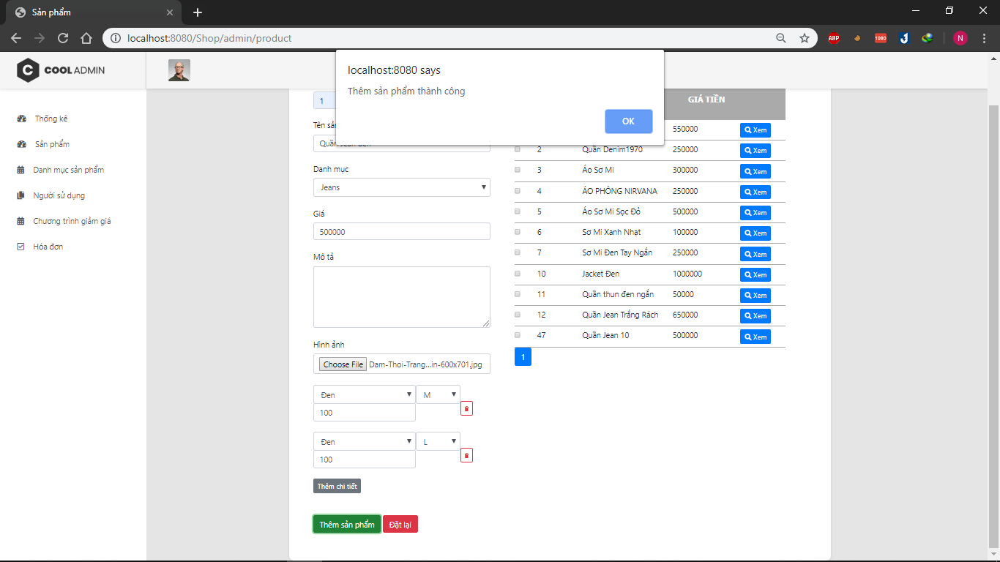 Sản phẩm
localhost:8080/Shop/admin/product
ABP
1080
N
COOL ADMIN
localhost:8080 says
Thêm sản phẩm thành công
OK
Thống kê
Sản phẩm
Danh mục sản phẩm
Người sử dụng
Chương trình giảm giá
Hóa đơn
1
Tên sản
Danh mục
Jeans
Giá
500000
Mô tả
Hình ảnh
Choose File Dam-Thoi-Trang...in-600x701.jpg
Đen M
100
Đen L
100
Thêm chi tiết
Thêm sản phẩm Đặt lại
GIÁ TIỀN
550000 Xem
2 Quần Denim1970 250000 Xem
3 Áo Sơ Mi 300000 Xem
4 ÁO PHÔNG NIRVANA 250000 Xem
5 Áo Sơ Mi Sọc Đỏ 500000 Xem
6 Sơ Mi Xanh Nhạt 100000 Xem
7 Sơ Mi Đen Tay Ngắn 250000 Xem
10 Jacket Đen 1000000 Xem
11 Quần thun đen ngắn 50000 Xem
12 Quần Jean Trắng Rách 650000 Xem
47 Quần Jean 10 500000 Xem
1